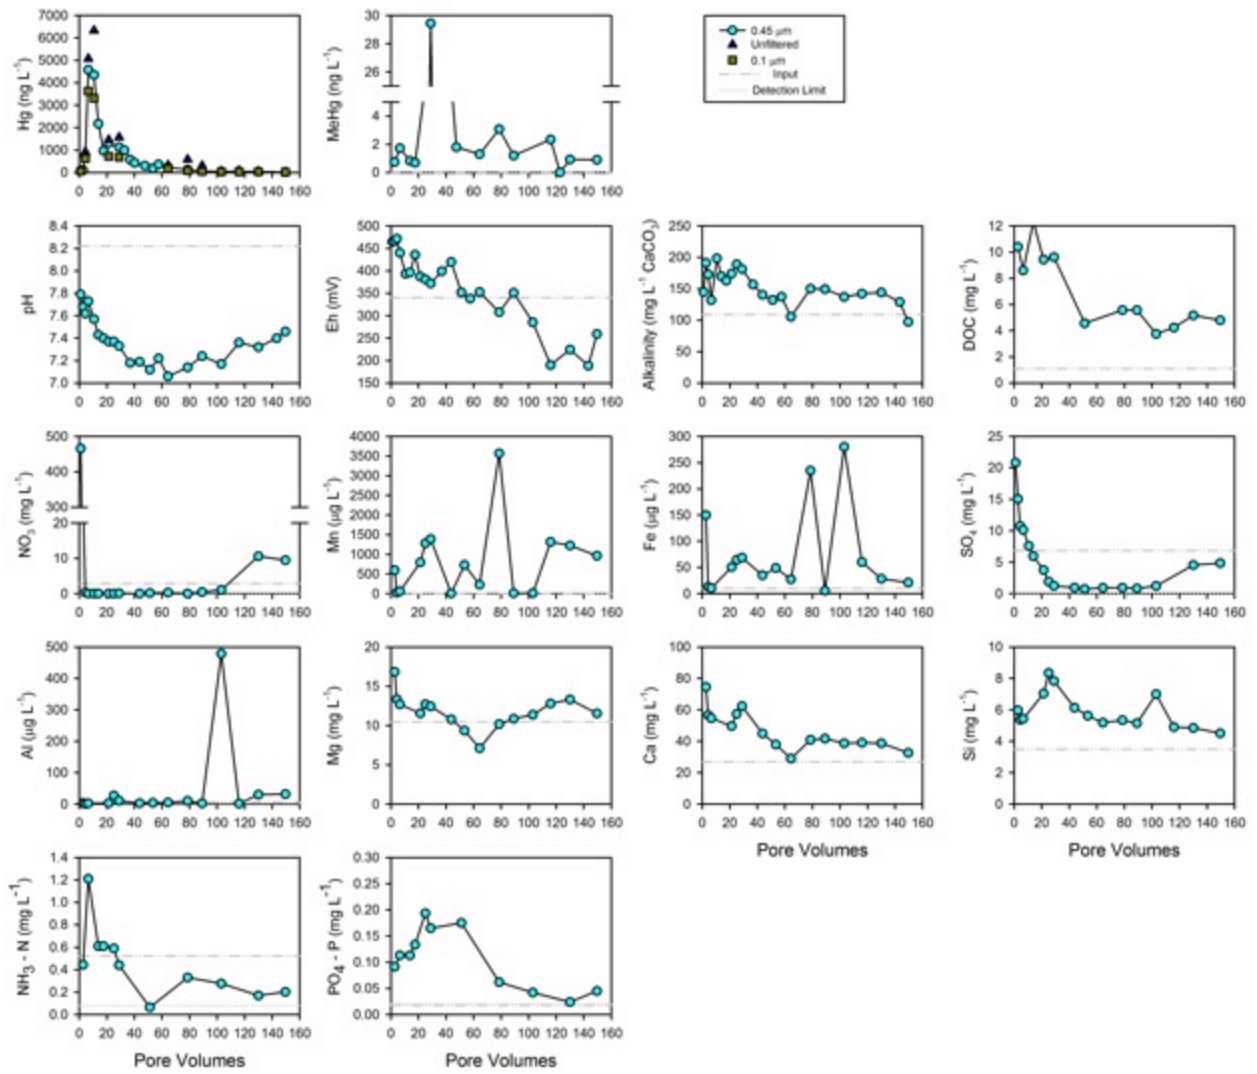 Hg (ng L⁻¹)
7000
6000
5000
4000
3000
2000
1000
0
0 20 40 60 80 100 120 140 160
MeHg (ng L⁻¹)
30
28
26
4
2
0
0 20 40 60 80 100 120 140 160
0.45 µm
Unfiltered
0.1 µm
Input
Detection Limit
pH
8.4
8.2
8.0
7.8
7.6
7.4
7.2
7.0
0 20 40 60 80 100 120 140 160
Eh (mV)
500
450
400
350
300
250
200
150
0 20 40 60 80 100 120 140 160
Alkalinity (mg L⁻¹ CaCO₃)
250
200
150
100
50
0
0 20 40 60 80 100 120 140 160
DOC (mg L⁻¹)
12
10
8
6
4
2
0
0 20 40 60 80 100 120 140 160
NO₃ (mg L⁻¹)
500
400
300
20
10
0
0 20 40 60 80 100 120 140 160
Mn (µg L⁻¹)
4000
3500
3000
2500
2000
1500
1000
500
0
0 20 40 60 80 100 120 140 160
Fe (µg L⁻¹)
300
250
200
150
100
50
0
0 20 40 60 80 100 120 140 160
SO₄ (mg L⁻¹)
25
20
15
10
5
0
0 20 40 60 80 100 120 140 160
Al (µg L⁻¹)
500
400
300
200
100
0
0 20 40 60 80 100 120 140 160
Mg (mg L⁻¹)
20
15
10
5
0
0 20 40 60 80 100 120 140 160
Ca (mg L⁻¹)
100
80
60
40
20
0
0 20 40 60 80 100 120 140 160
Pore Volumes
Si (mg L⁻¹)
10
8
6
4
2
0
0 20 40 60 80 100 120 140 160
Pore Volumes
NH₃ - N (mg L⁻¹)
1.4
1.2
1.0
0.8
0.6
0.4
0.2
0.0
0 20 40 60 80 100 120 140 160
Pore Volumes
PO₄ - P (mg L⁻¹)
0.30
0.25
0.20
0.15
0.10
0.05
0.00
0 20 40 60 80 100 120 140 160
Pore Volumes